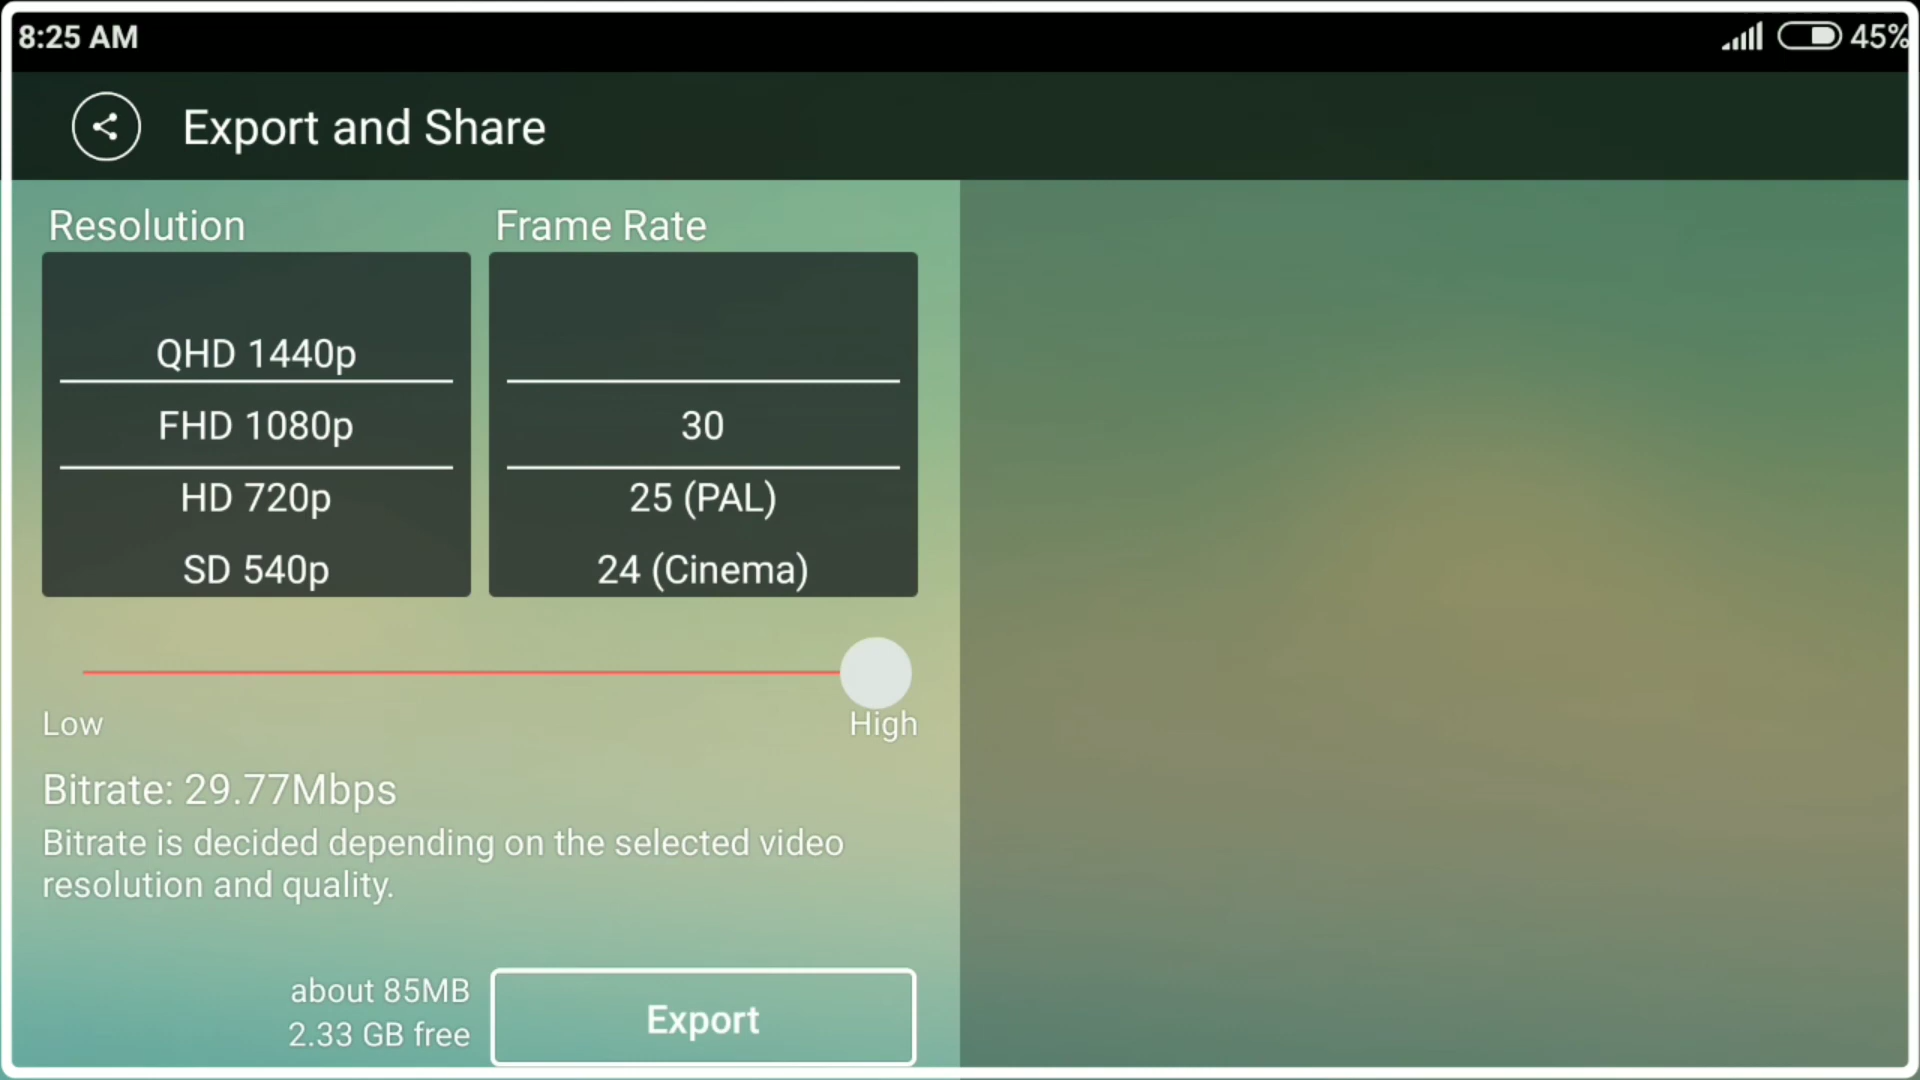 8:25 AM
45%
Export and Share
Resolution
Frame Rate
QHD 1440p
FHD 1080p
HD 720p
SD 540p
30
25 (PAL)
24 (Cinema)
Low
High
Bitrate: 29.77Mbps
Bitrate is decided depending on the selected video
resolution and quality.
about 85MB
2.33 GB free
Export